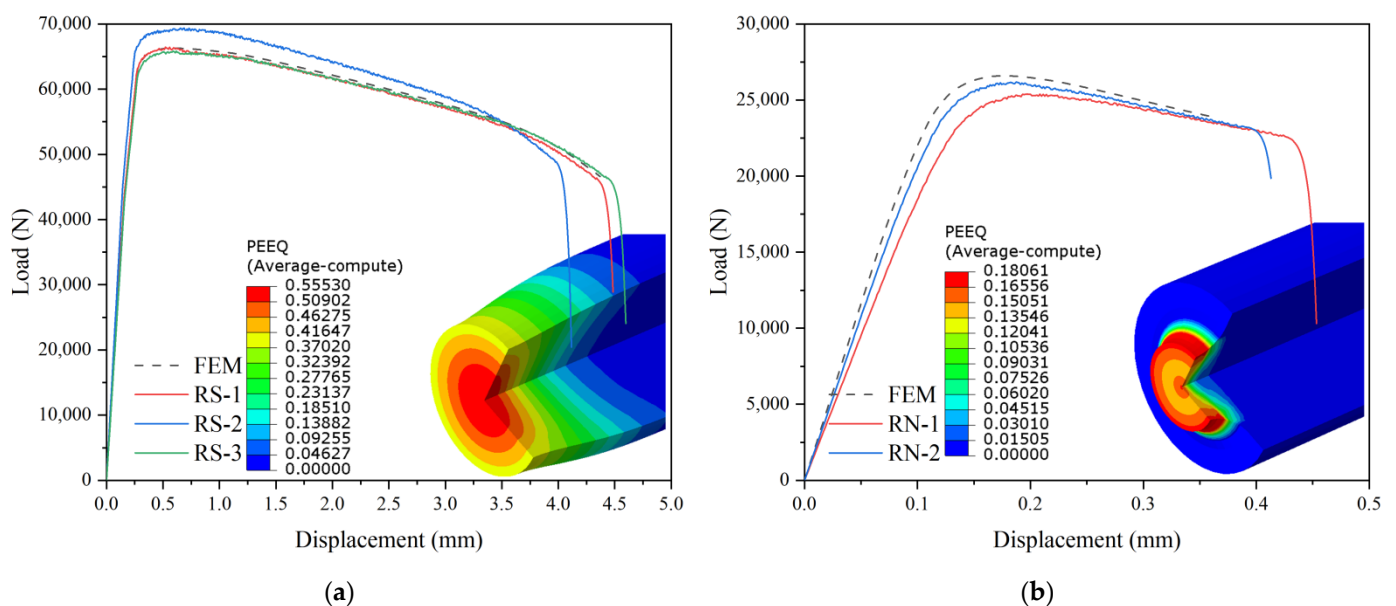 70,000
60,000
50,000
40,000
30,000
20,000
10,000
0
Load (N)
PEEQ
(Average-compute)
0.55530
0.50902
0.46275
0.41647
0.37020
0.32392
0.27765
0.23137
0.18510
0.13882
0.09255
0.04627
0.00000
FEM
RS-1
RS-2
RS-3
0.0 0.5 1.0 1.5 2.0 2.5 3.0 3.5 4.0 4.5 5.0
Displacement (mm)
(a)
30,000
25,000
20,000
15,000
10,000
5,000
0
Load (N)
PEEQ
(Average-compute)
0.18061
0.16556
0.15051
0.13546
0.12041
0.10536
0.09031
0.07526
0.06020
0.04515
0.03010
0.01505
0.00000
FEM
RN-1
RN-2
0.0 0.1 0.2 0.3 0.4 0.5
Displacement (mm)
(b)